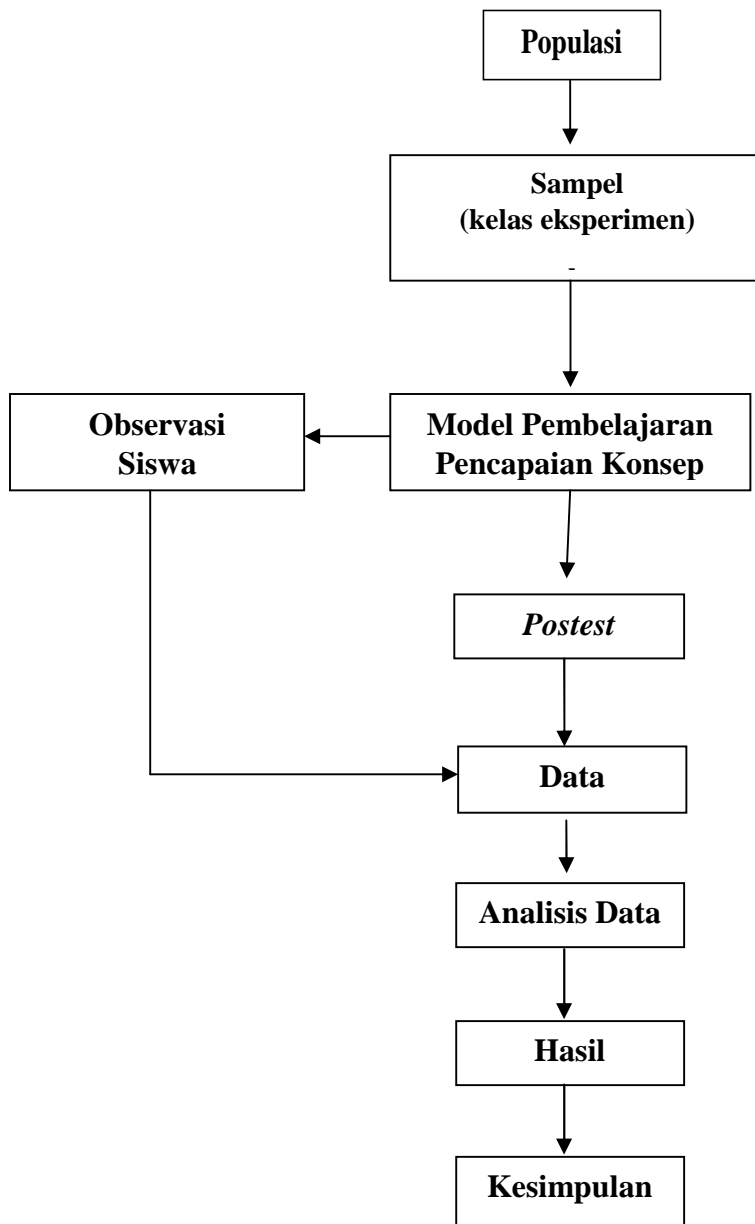 Populasi
Sampel
(kelas eksperimen)
-
Observasi
Siswa
Model Pembelajaran
Pencapaian Konsep
Postest
Data
Analisis Data
Hasil
Kesimpulan